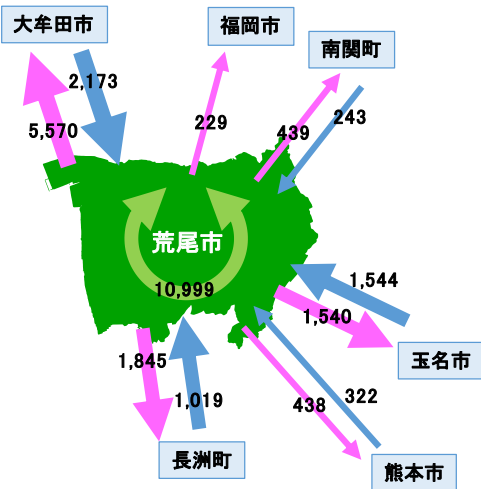 大牟田市
福岡市
南関町
2,173
5,570
229
439
243
荒尾市
10,999
1,544
1,540
1,845
1,019
438
322
玉名市
長洲町
熊本市